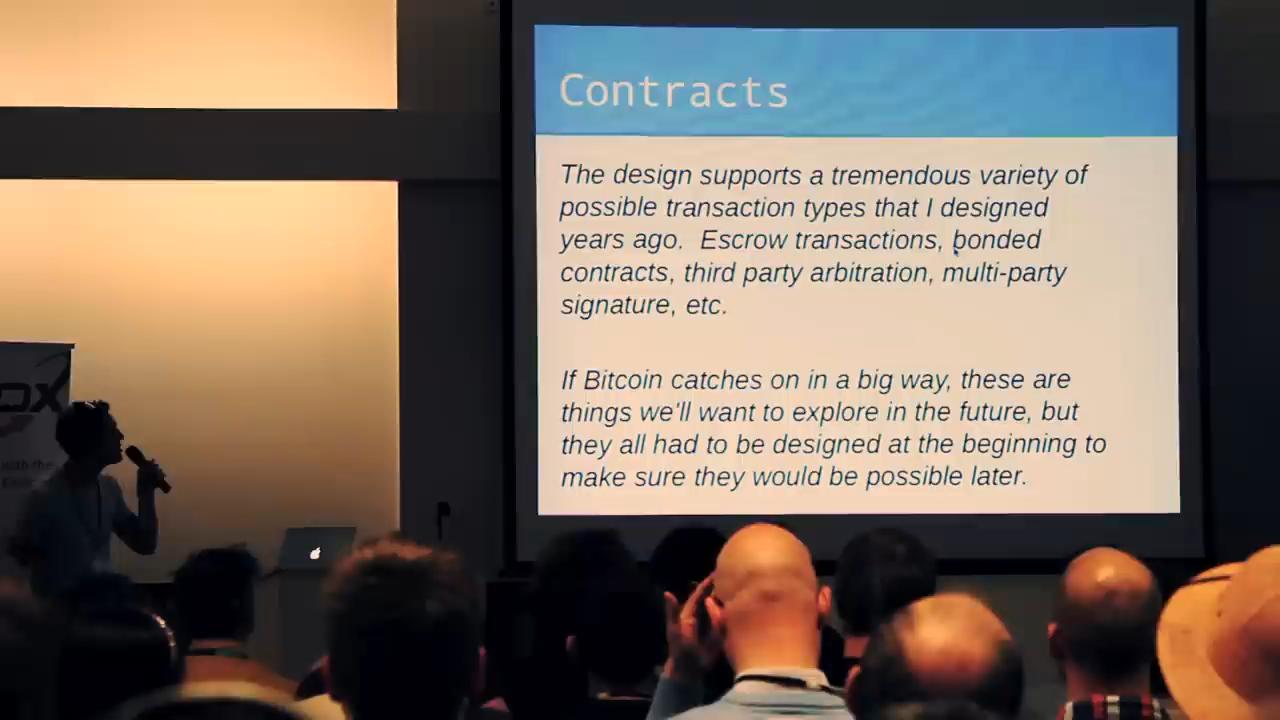 Contracts
The design supports a tremendous variety of
possible transaction types that I designed
years ago.  Escrow transactions, bonded
contracts, third party arbitration, multi-party
signature, etc.
If Bitcoin catches on in a big way, these are
things we'll want to explore in the future, but
they all had to be designed at the beginning to
make sure they would be possible later.
ox
with the